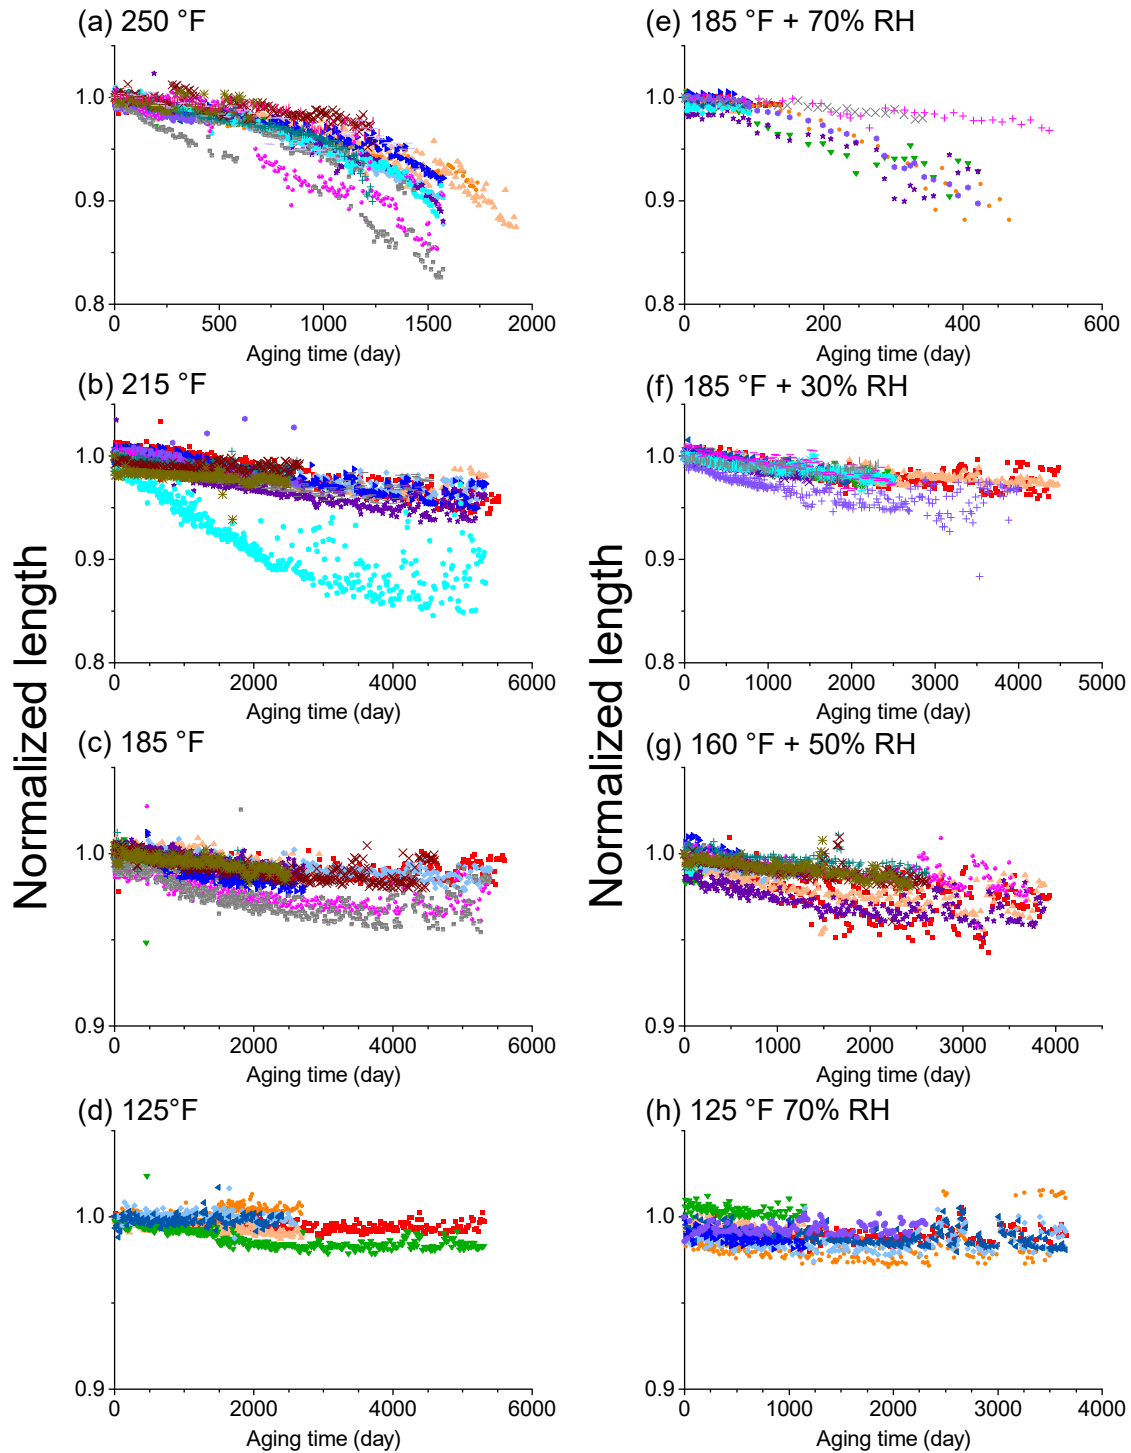 (a) 250 °F
1.0
0.9
0.8
0 500 1000 1500 2000
Aging time (day)
(b) 215 °F
1.0
0.9
0.8
0 2000 4000 6000
Aging time (day)
(c) 185 °F
1.0
0.9
0 2000 4000 6000
Aging time (day)
(d) 125°F
1.0
0.9
0 2000 4000 6000
Aging time (day)
Normalized length
(e) 185 °F + 70% RH
1.0
0.9
0.8
0 200 400 600
Aging time (day)
(f) 185 °F + 30% RH
1.0
0.9
0.8
0 1000 2000 3000 4000 5000
Aging time (day)
(g) 160 °F + 50% RH
1.0
0.9
0 1000 2000 3000 4000
Aging time (day)
(h) 125 °F 70% RH
1.0
0.9
0 1000 2000 3000 4000
Aging time (day)
Normalized length